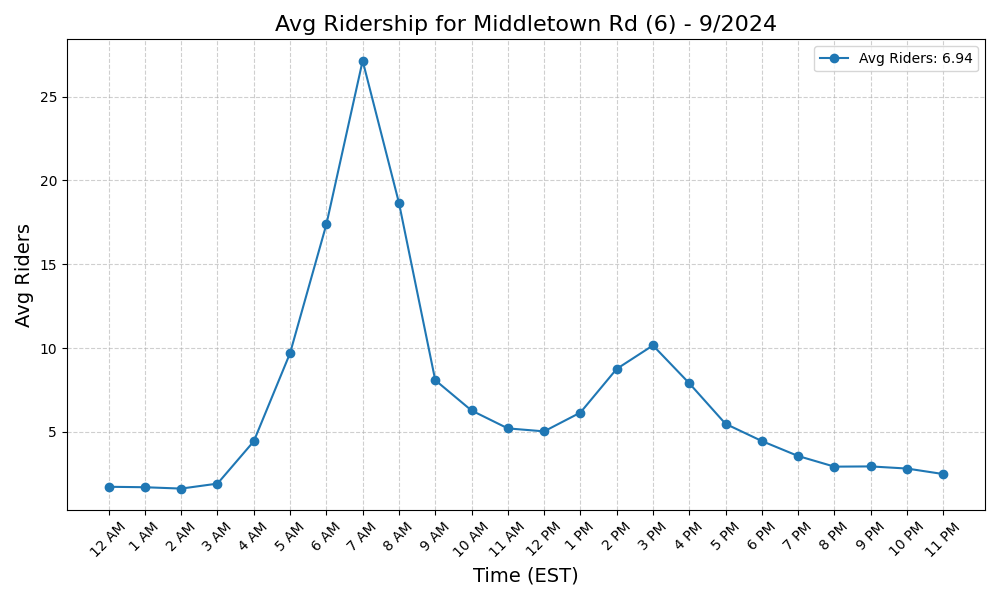 Avg Ridership for Middletown Rd (6) - 9/2024
Avg Riders: 6.94
Avg Riders
25
20
15
10
5
12 AM
1 AM
2 AM
3 AM
4 AM
5 AM
6 AM
7 AM
8 AM
9 AM
10 AM
11 AM
12 PM
1 PM
2 PM
3 PM
4 PM
5 PM
6 PM
7 PM
8 PM
9 PM
10 PM
11 PM
Time (EST)